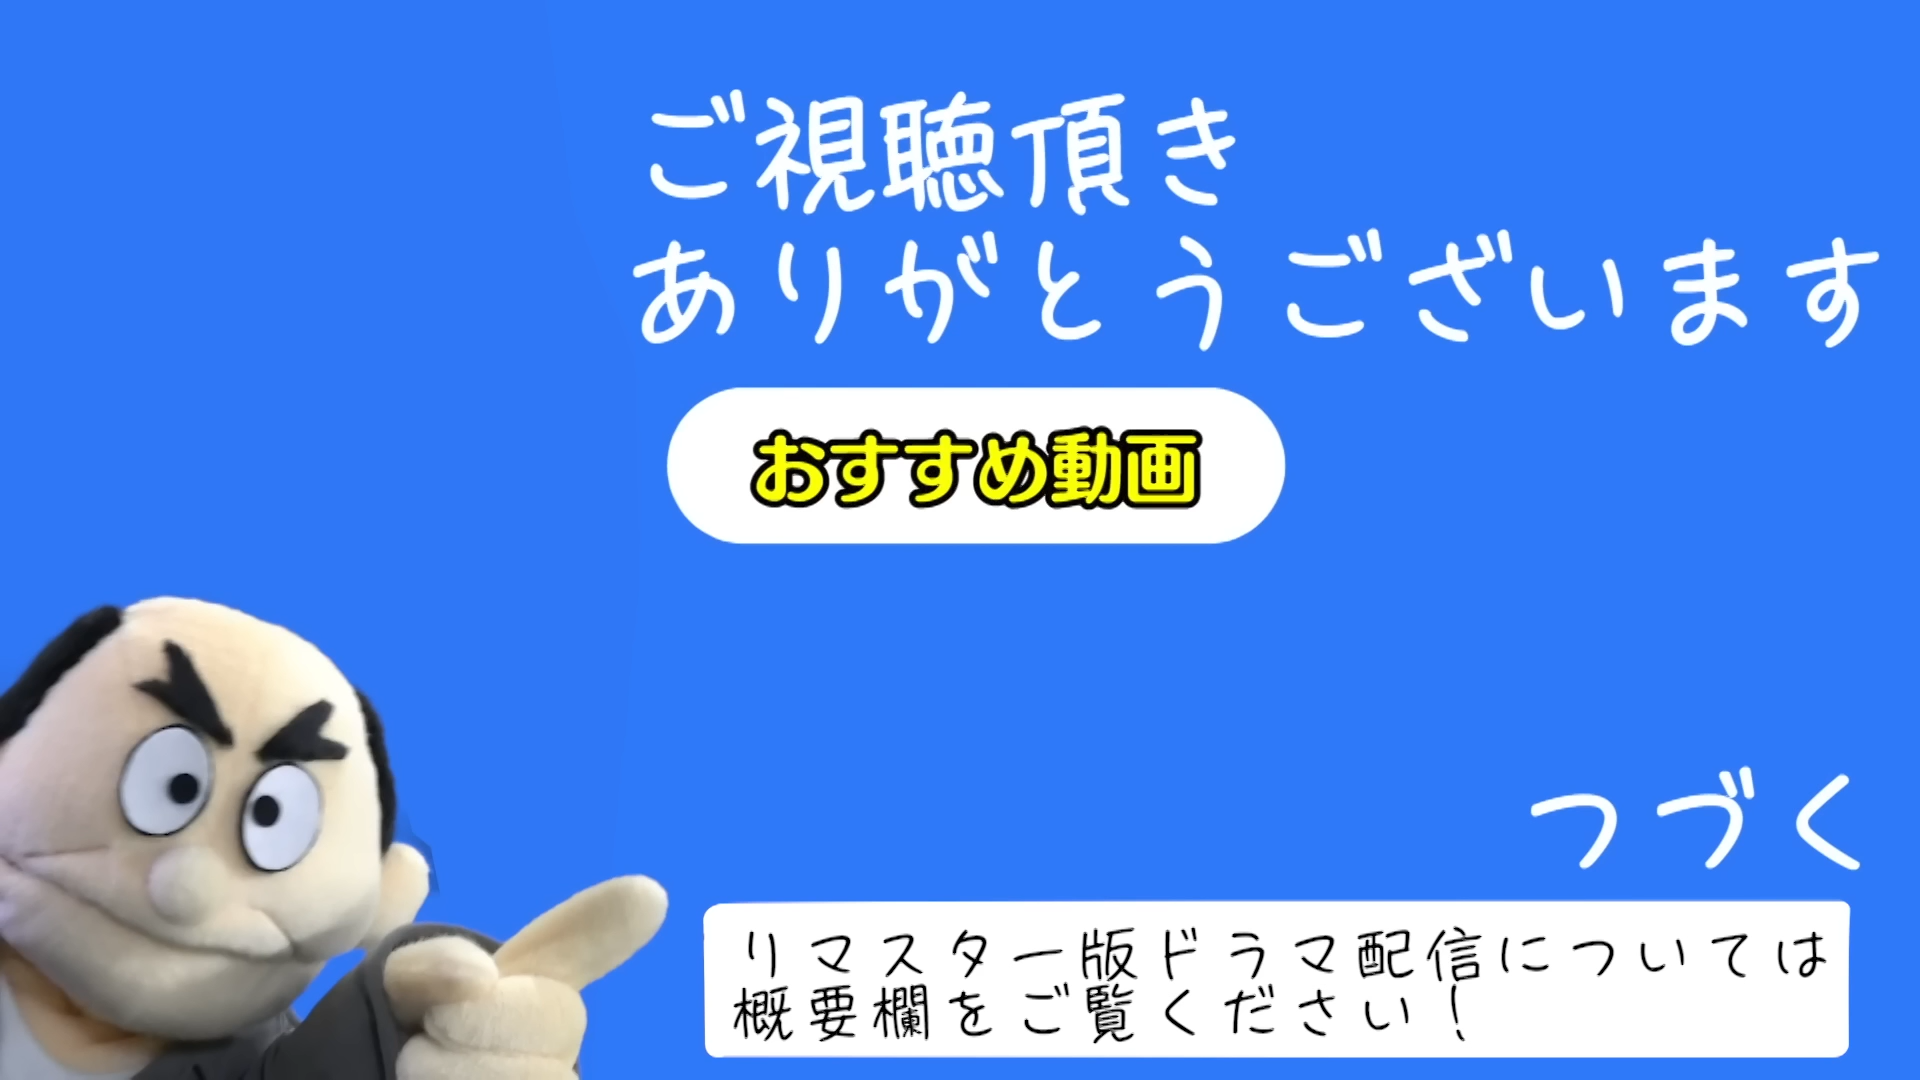 ご視聴頂き
ありがとうございます
おすすめ動画
つづく
リマスター版ドラマ配信については
概要欄をご覧ください！